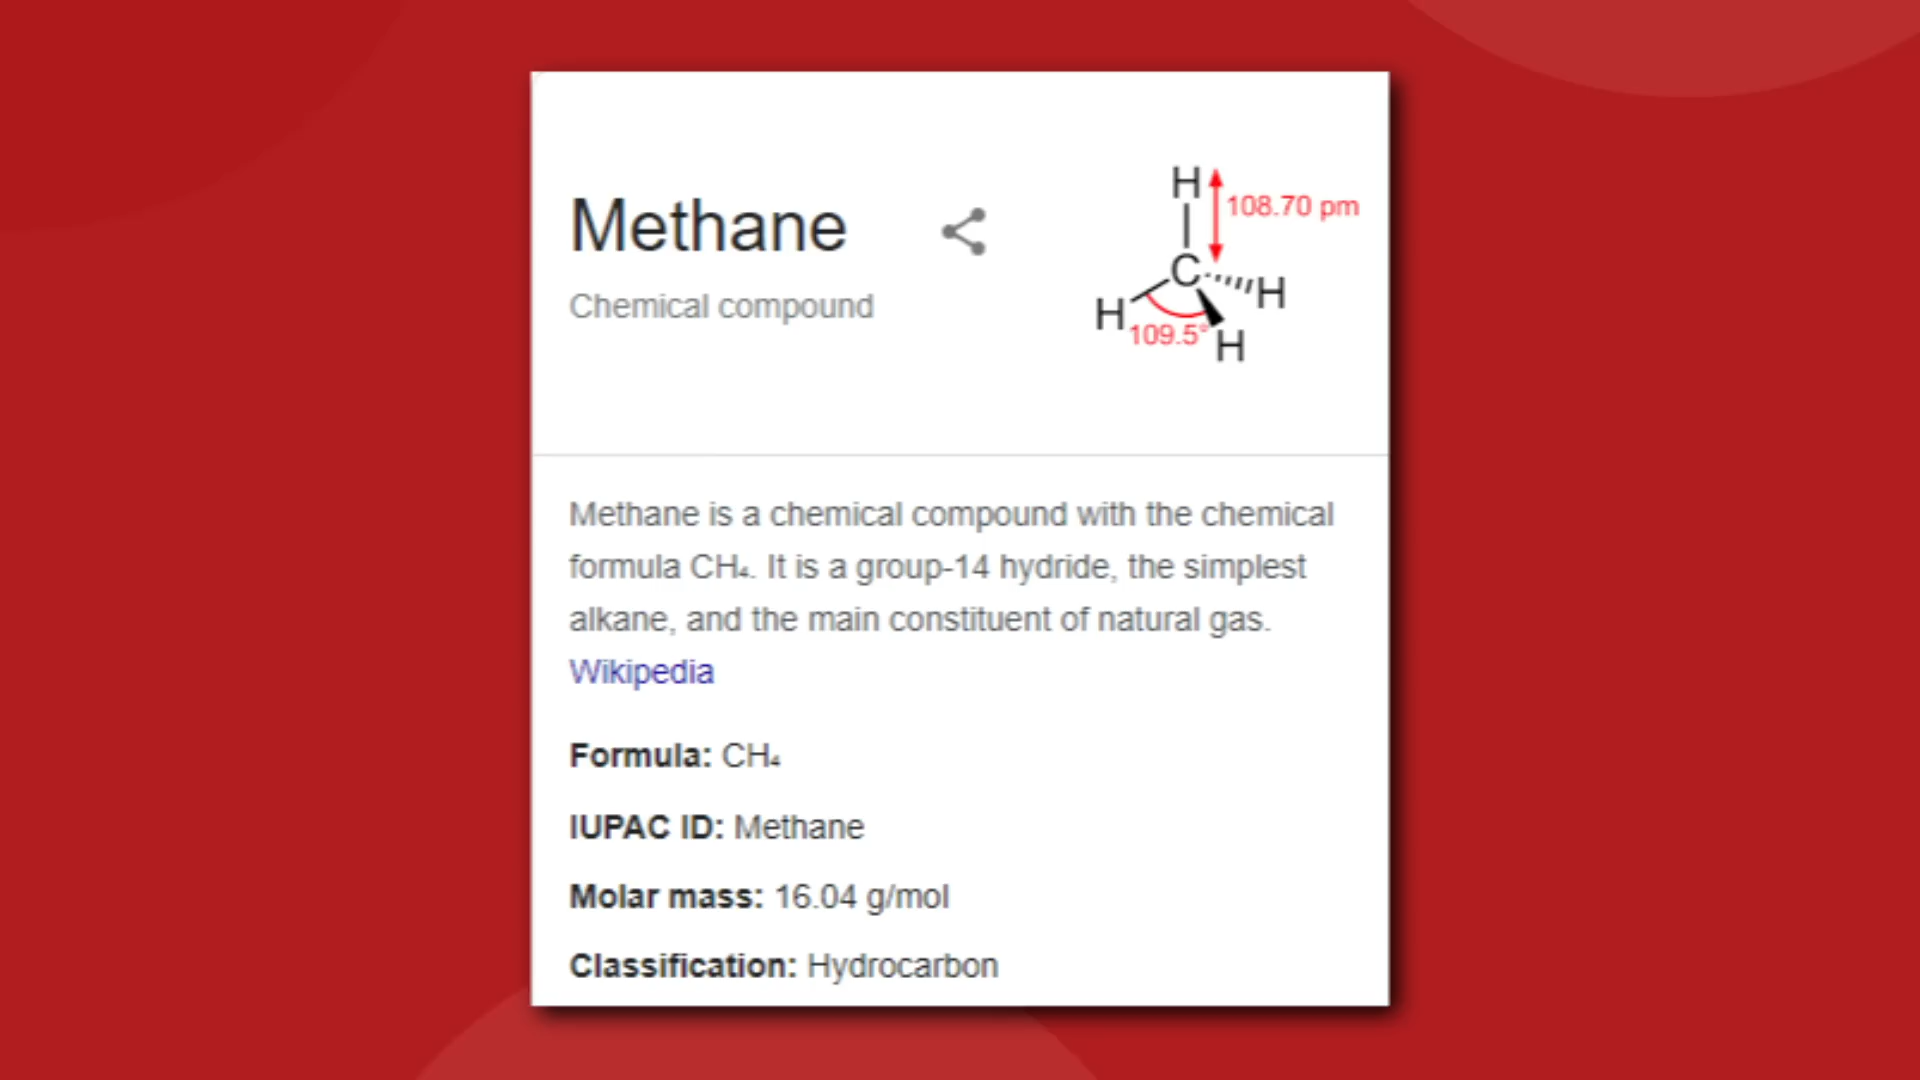 Methane
Chemical compound
H
108.70 pm
C
H
H
109.5°
H
Methane is a chemical compound with the chemical
formula CH₄. It is a group-14 hydride, the simplest
alkane, and the main constituent of natural gas.
Wikipedia
Formula: CH₄
IUPAC ID: Methane
Molar mass: 16.04 g/mol
Classification: Hydrocarbon